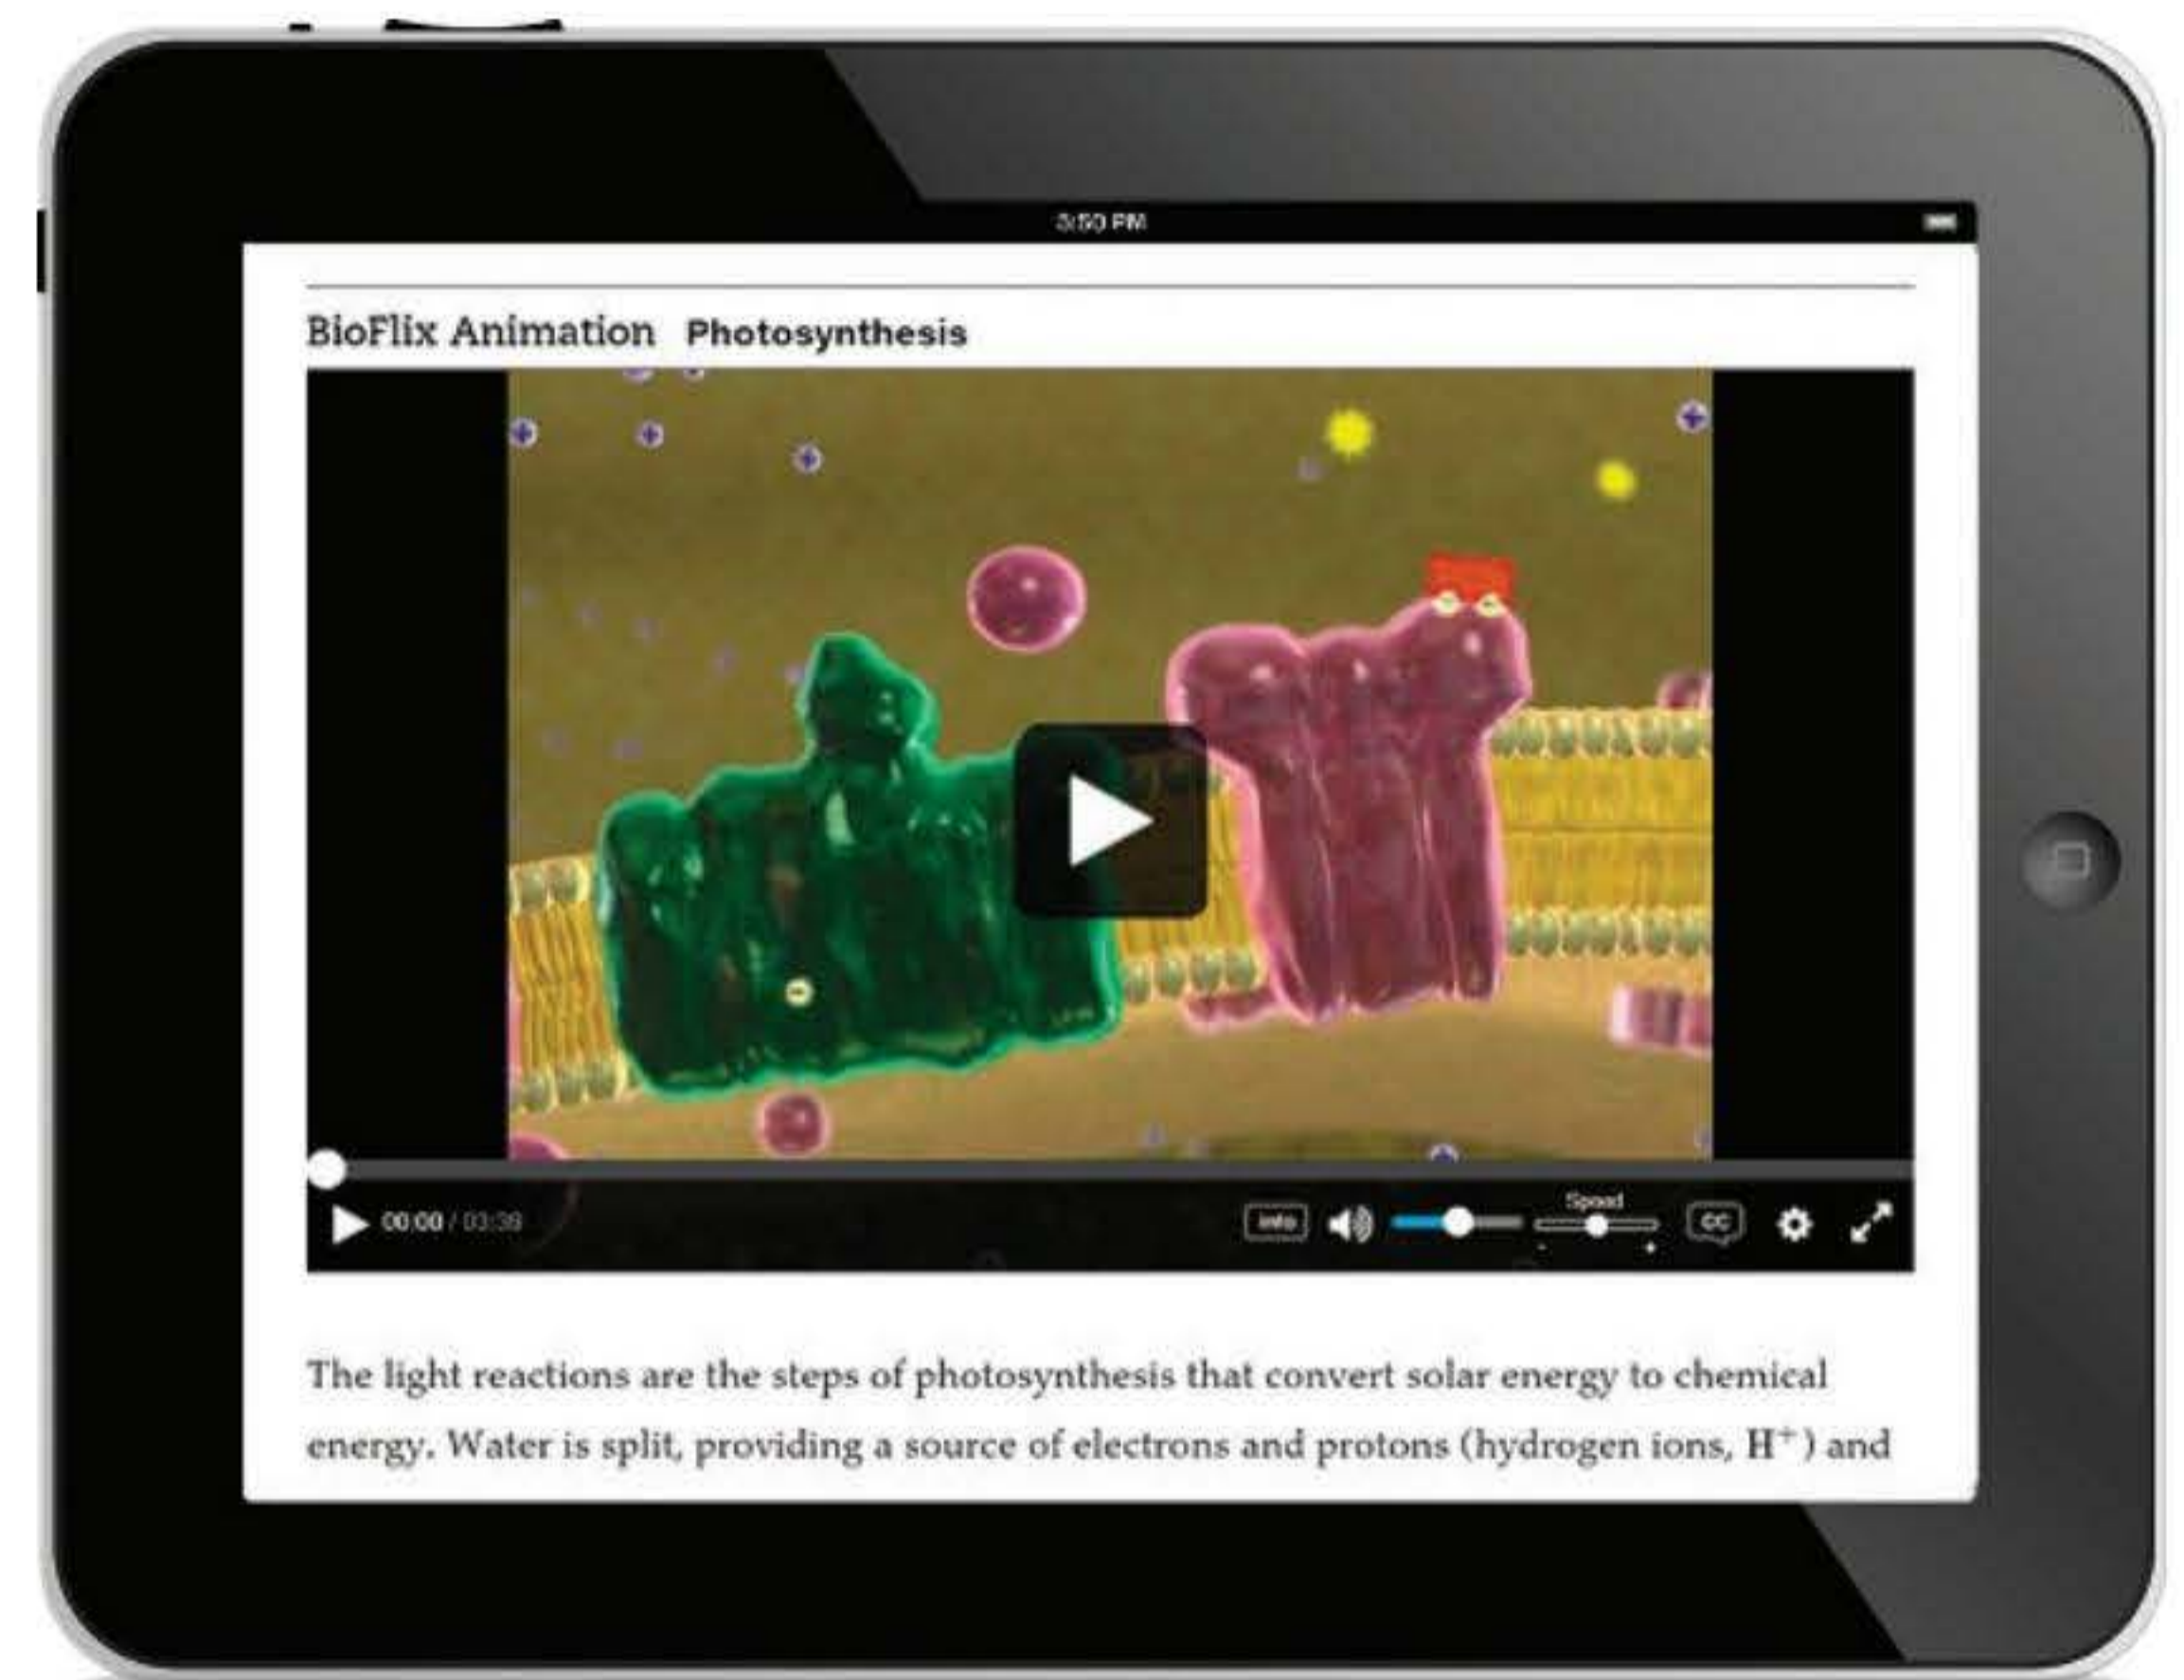 3:50 PM
BioFlix Animation Photosynthesis
00:00 / 03:39
info
Speed
- +
CC
The light reactions are the steps of photosynthesis that convert solar energy to chemical
energy. Water is split, providing a source of electrons and protons (hydrogen ions, H⁺) and